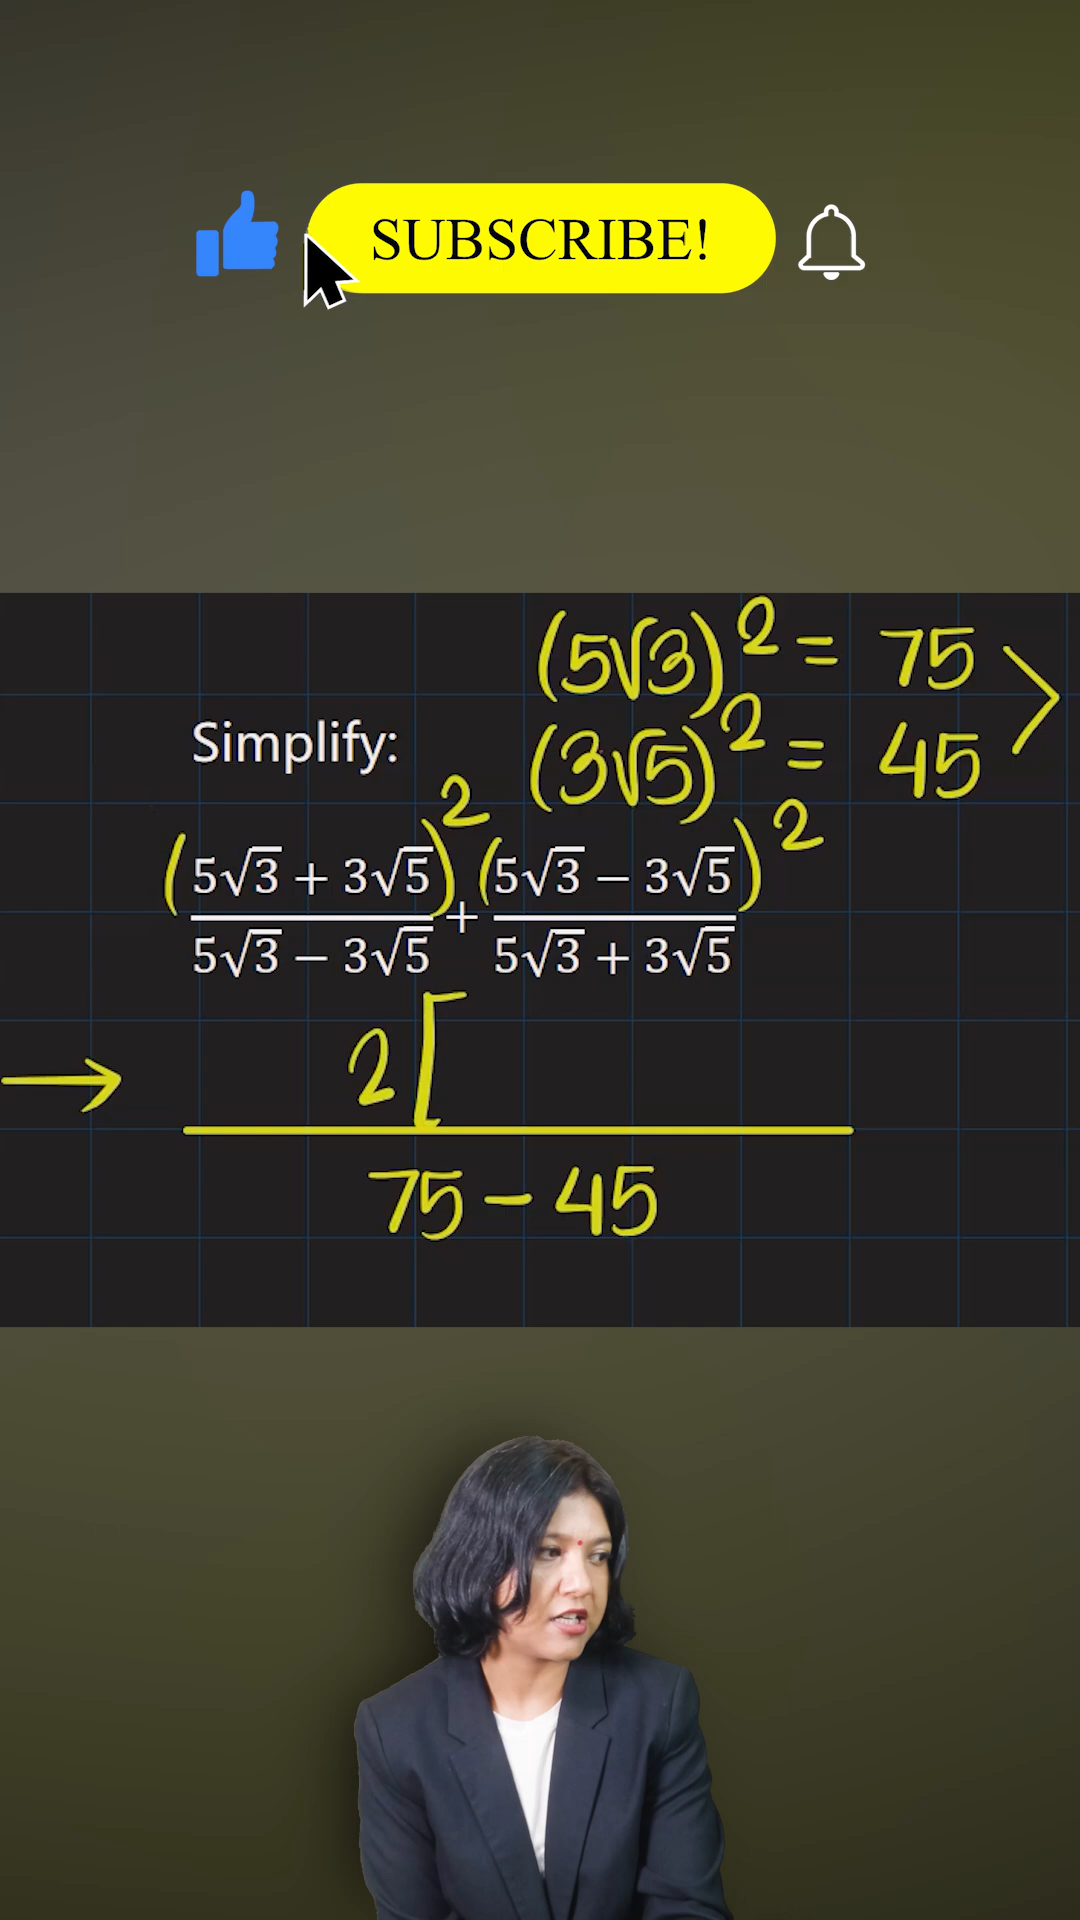 SUBSCRIBE!
(5√3)² = 75
Simplify:
(3√5)² = 45
(5√3 + 3√5)² (5√3 − 3√5)²
+
5√3 − 3√5 5√3 + 3√5
→ 2[
75 − 45